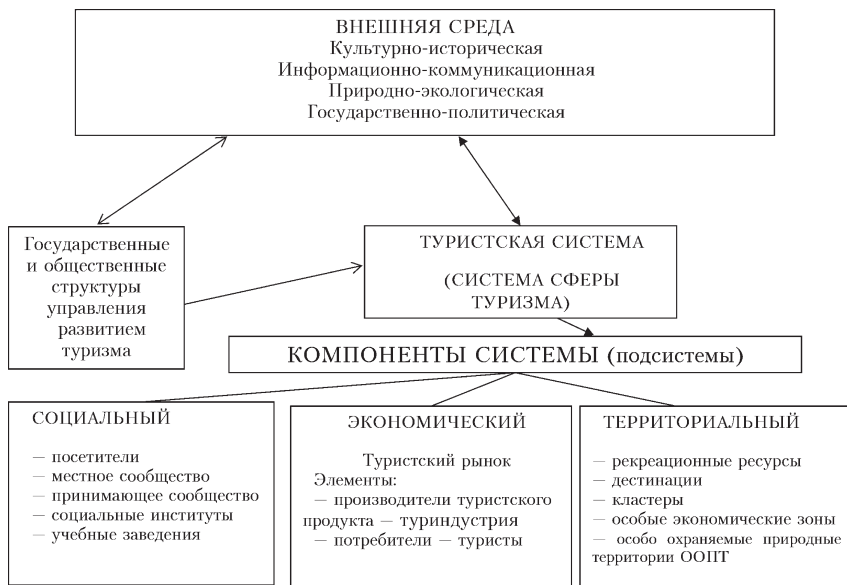 ВНЕШНЯЯ СРЕДА
Культурно-историческая
Информационно-коммуникационная
Природно-экологическая
Государственно-политическая
Государственные
и общественные
структуры
управления
развитием
туризма
ТУРИСТСКАЯ СИСТЕМА
(СИСТЕМА СФЕРЫ
ТУРИЗМА)
КОМПОНЕНТЫ СИСТЕМЫ (подсистемы)
СОЦИАЛЬНЫЙ
— посетители
— местное сообщество
— принимающее сообщество
— социальные институты
— учебные заведения
ЭКОНОМИЧЕСКИЙ
Туристский рынок
Элементы:
— производители туристского
продукта — туриндустрия
— потребители — туристы
ТЕРРИТОРИАЛЬНЫЙ
— рекреационные ресурсы
— дестинации
— кластеры
— особые экономические зоны
— особо охраняемые природные
территории ООПТ